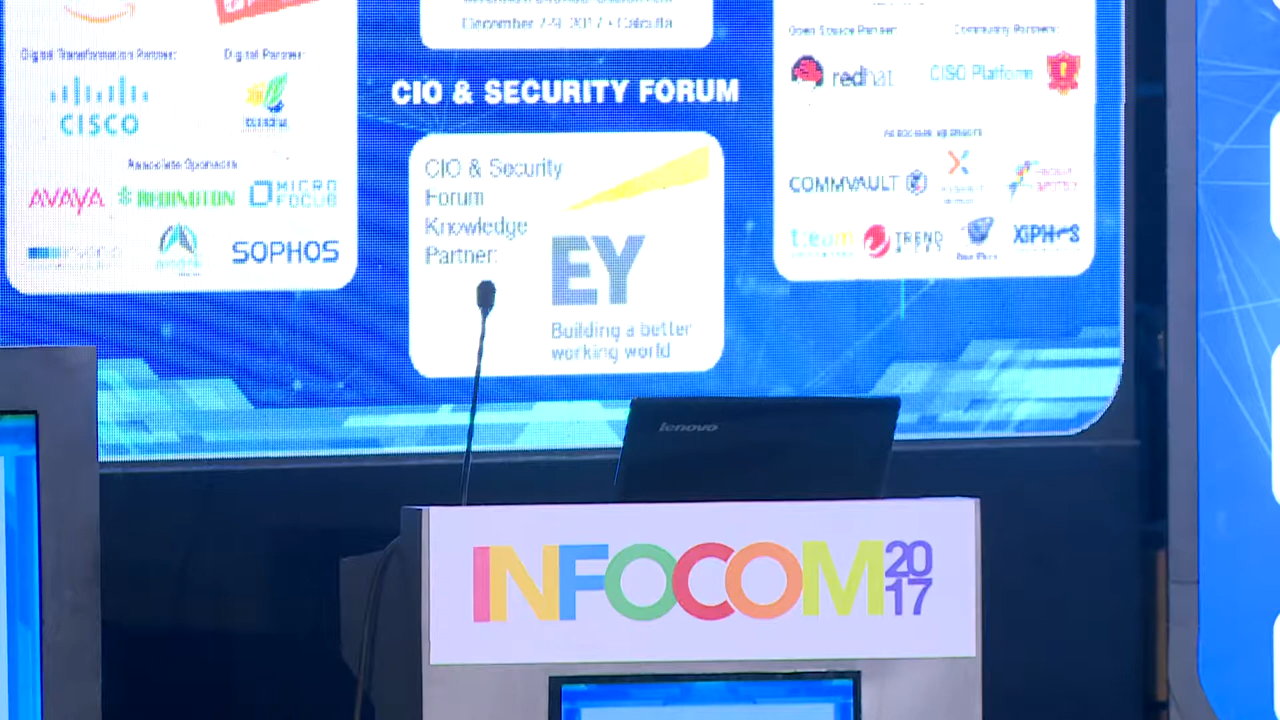 December 7-9, 2017 • Calcutta
Digital Transformation Partner:
Digital Partner:
CISCO
Associate Sponsors
AVAYA
MICRO
FOCUS
SOPHOS
CIO & SECURITY FORUM
CIO & Security
Forum
Knowledge
Partner:
EY
Building a better
working world
Open Source Partner:
Community Partners:
redhat
CISO Platform
Associate Sponsors
COMMVAULT
TREND
XIPHOS
lenovo
INFOCOM 2017